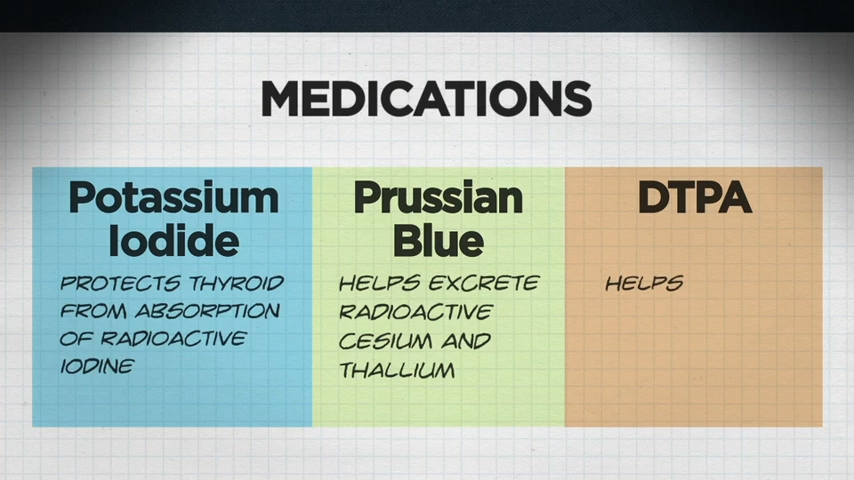 MEDICATIONS
Potassium
Iodide
PROTECTS THYROID
FROM ABSORPTION
OF RADIOACTIVE
IODINE
Prussian
Blue
HELPS EXCRETE
RADIOACTIVE
CESIUM AND
THALLIUM
DTPA
HELPS